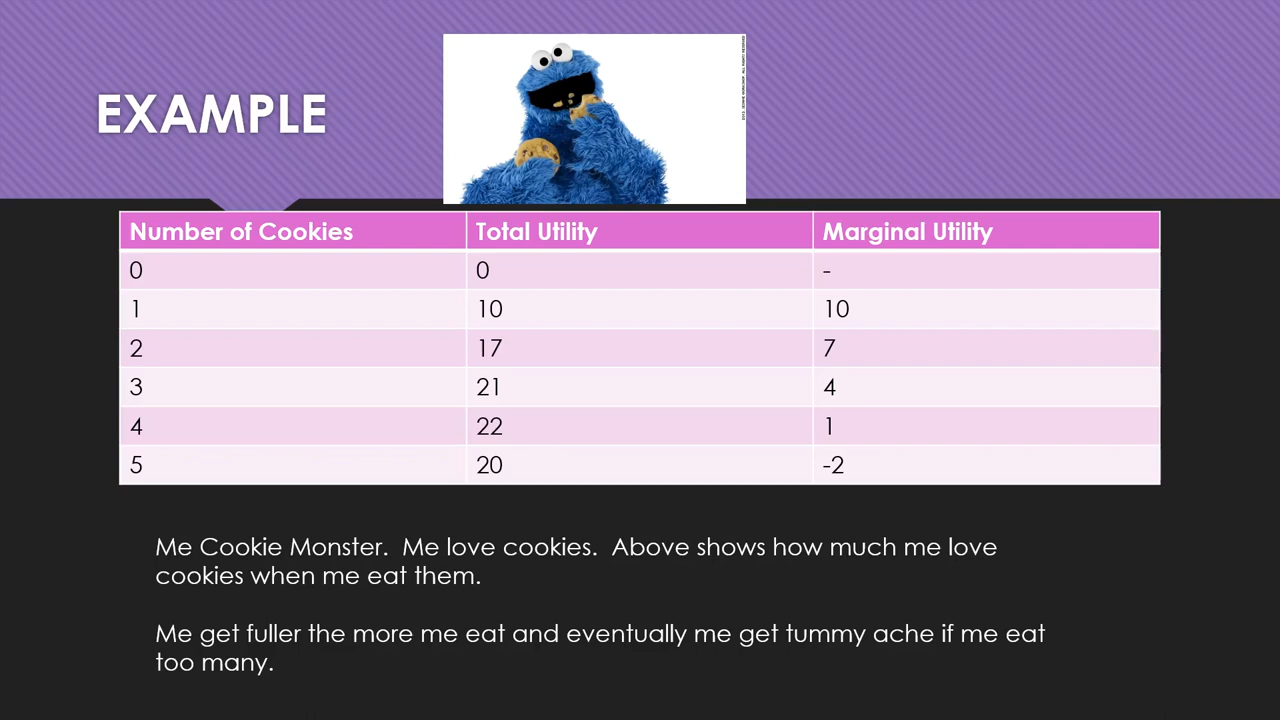 EXAMPLE
Number of Cookies Total Utility Marginal Utility
0 0 -
1 10 10
2 17 7
3 21 4
4 22 1
5 20 -2
Me Cookie Monster.  Me love cookies.  Above shows how much me love
cookies when me eat them.
Me get fuller the more me eat and eventually me get tummy ache if me eat
too many.